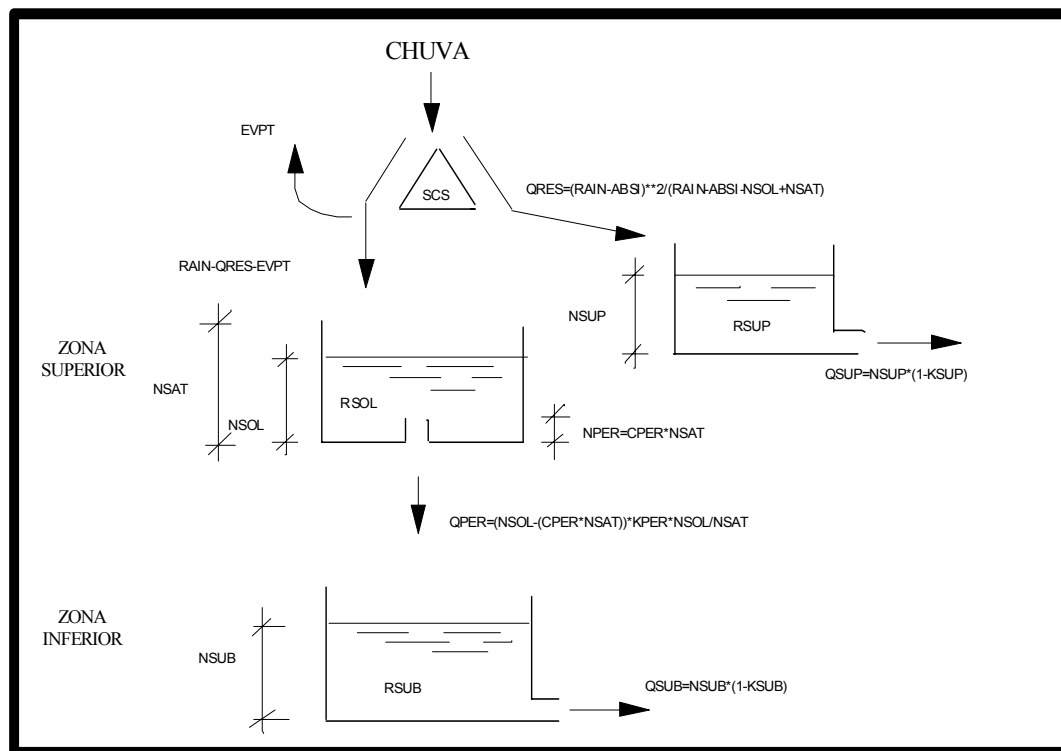 CHUVA
EVPT
SCS
QRES=(RAIN-ABSI)**2/(RAIN-ABSI-NSOL+NSAT)
RAIN-QRES-EVPT
NSUP
RSUP
ZONA
SUPERIOR
QSUP=NSUP*(1-KSUP)
NSAT
RSOL
NSOL
NPER=CPER*NSAT
QPER=(NSOL-(CPER*NSAT))*KPER*NSOL/NSAT
ZONA
INFERIOR
NSUB
RSUB
QSUB=NSUB*(1-KSUB)